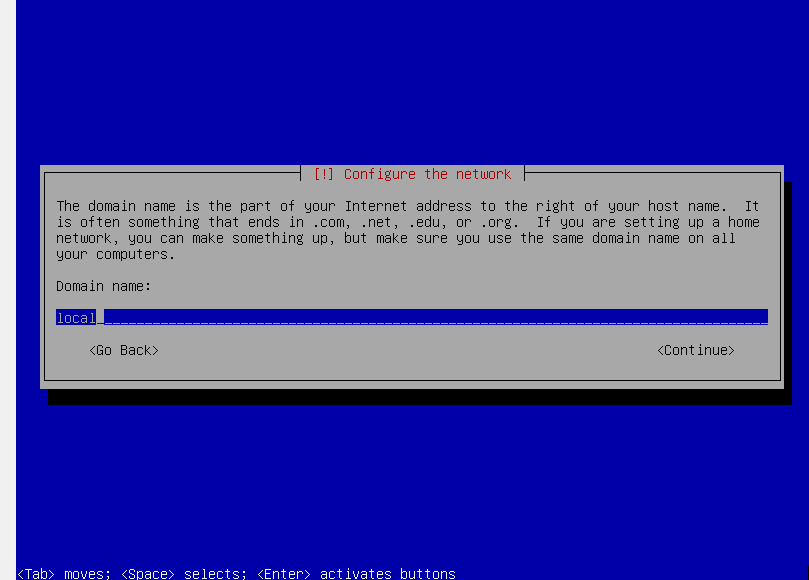 [!] Configure the network
The domain name is the part of your Internet address to the right of your host name.  It
is often something that ends in .com, .net, .edu, or .org.  If you are setting up a home
network, you can make something up, but make sure you use the same domain name on all
your computers.
Domain name:
local
<Go Back> <Continue>
<Tab> moves; <Space> selects; <Enter> activates buttons